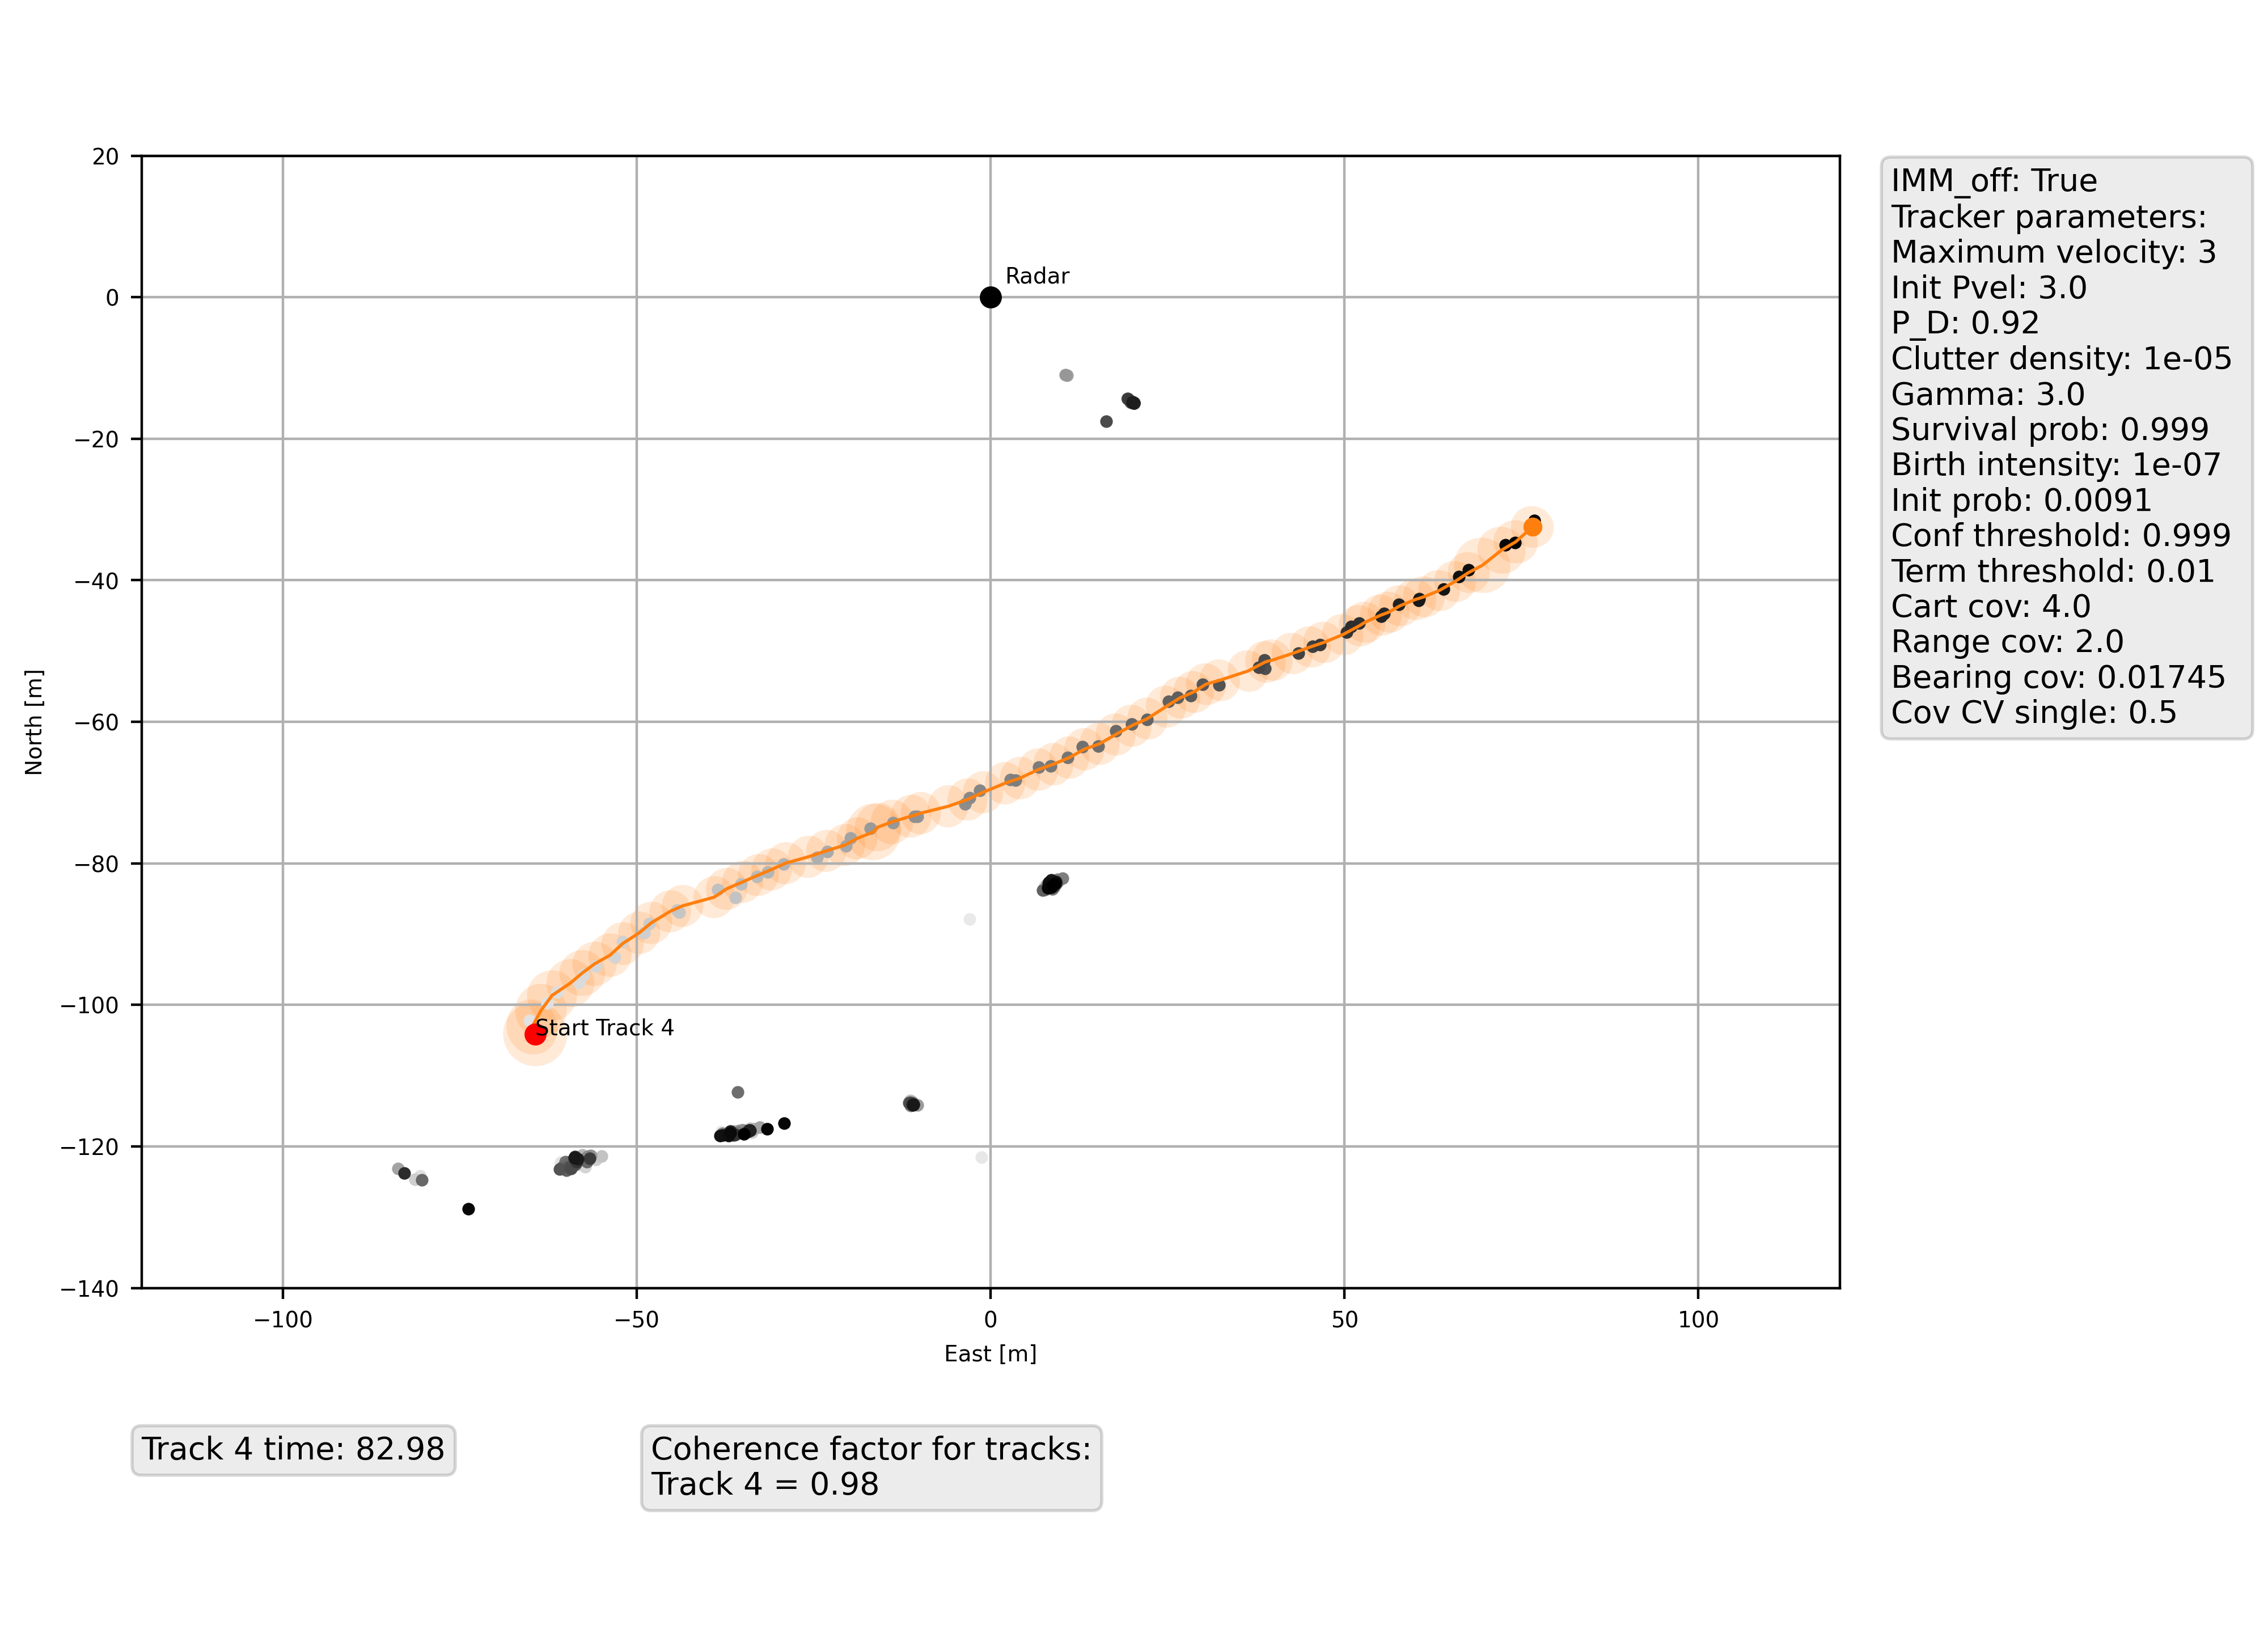 20
0
−20
−40
−60
−80
−100
−120
−140
North [m]
Radar
Start Track 4
−100
−50
0
50
100
East [m]
IMM_off: True
Tracker parameters:
Maximum velocity: 3
Init Pvel: 3.0
P_D: 0.92
Clutter density: 1e-05
Gamma: 3.0
Survival prob: 0.999
Birth intensity: 1e-07
Init prob: 0.0091
Conf threshold: 0.999
Term threshold: 0.01
Cart cov: 4.0
Range cov: 2.0
Bearing cov: 0.01745
Cov CV single: 0.5
Track 4 time: 82.98
Coherence factor for tracks:
Track 4 = 0.98